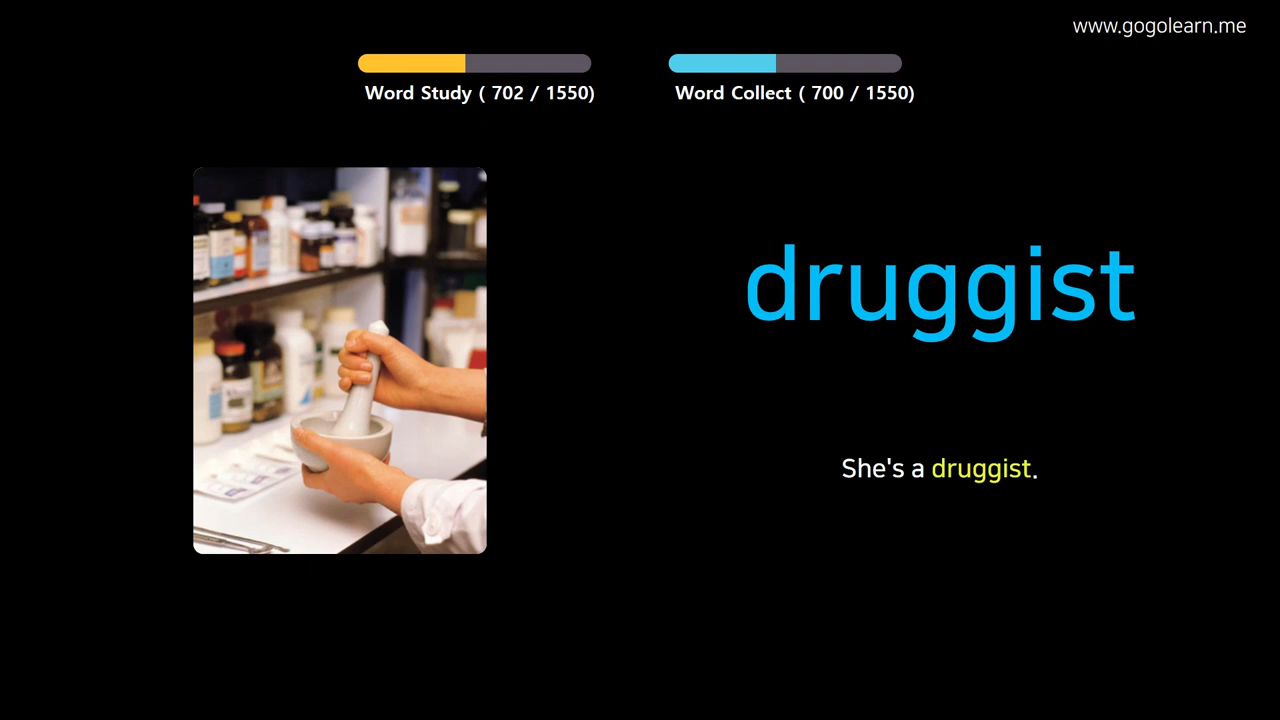 www.gogolearn.me
Word Study ( 702 / 1550)
Word Collect ( 700 / 1550)
druggist
She's a druggist.